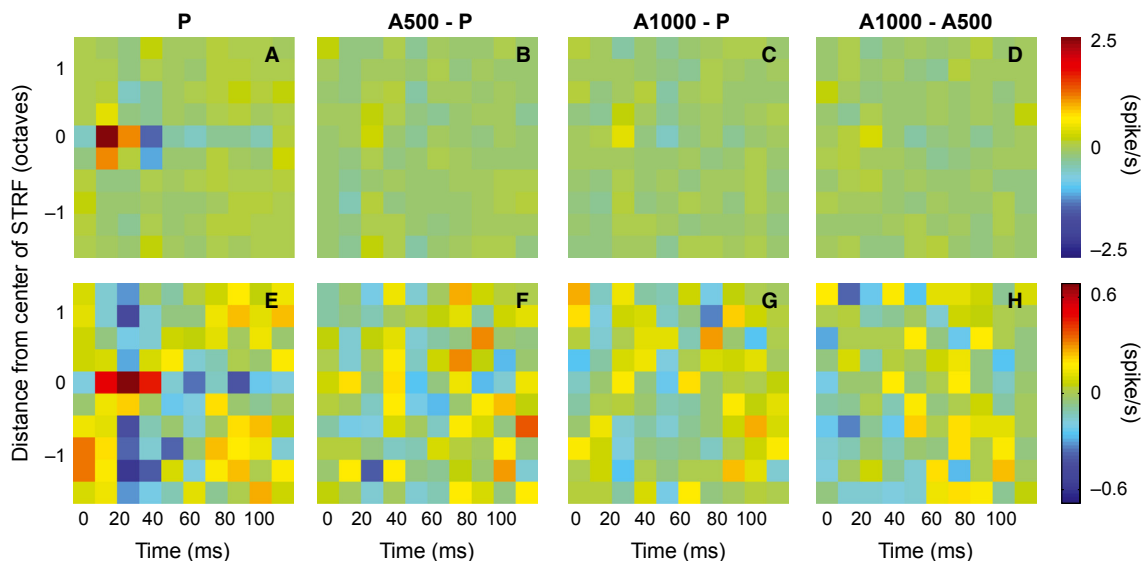 P A500 - P A1000 - P A1000 - A500
A B C D
2.5
0
–2.5
(spike/s)
1
0
–1
Distance from center of STRF (octaves)
E F G H
0.6
0
–0.6
(spike/s)
1
0
–1
0 20 40 60 80 100 0 20 40 60 80 100 0 20 40 60 80 100 0 20 40 60 80 100
Time (ms) Time (ms) Time (ms) Time (ms)